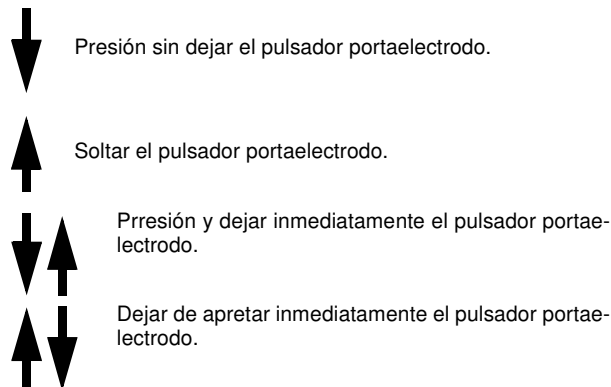 Presión sin dejar el pulsador portaelectrodo.
Soltar el pulsador portaelectrodo.
Prresión y dejar inmediatamente el pulsador portae-
lectrodo.
Dejar de apretar inmediatamente el pulsador portae-
lectrodo.